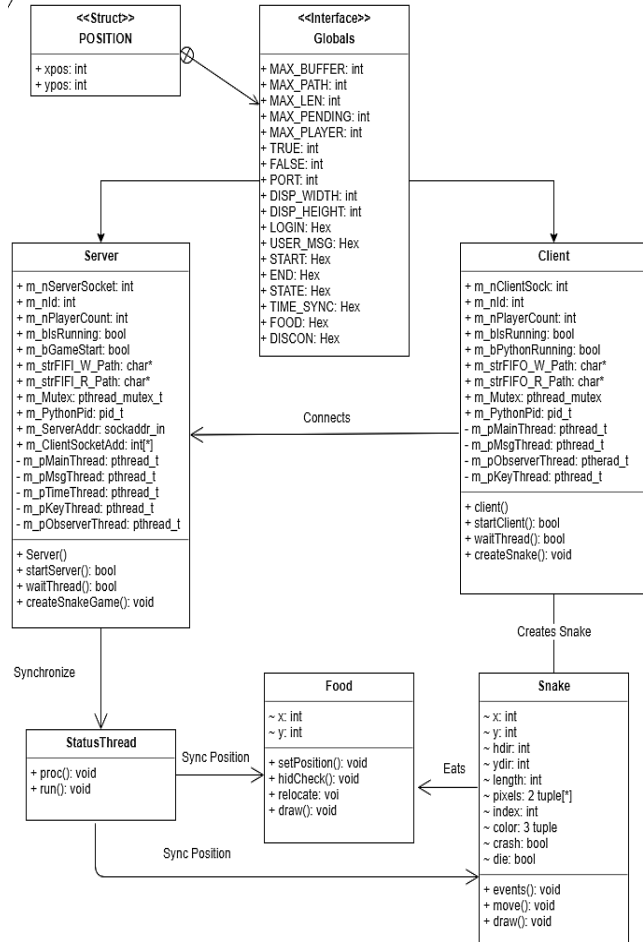 <<Struct>>
POSITION
+ xpos: int
+ ypos: int
<<Interface>>
Globals
+ MAX_BUFFER: int
+ MAX_PATH: int
+ MAX_LEN: int
+ MAX_PENDING: int
+ MAX_PLAYER: int
+ TRUE: int
+ FALSE: int
+ PORT: int
+ DISP_WIDTH: int
+ DISP_HEIGHT: int
+ LOGIN: Hex
+ USER_MSG: Hex
+ START: Hex
+ END: Hex
+ STATE: Hex
+ TIME_SYNC: Hex
+ FOOD: Hex
+ DISCON: Hex
Server
+ m_nServerSocket: int
+ m_nId: int
+ m_nPlayerCount: int
+ m_bIsRunning: bool
+ m_bGameStart: bool
+ m_strFIFI_W_Path: char*
+ m_strFIFI_R_Path: char*
+ m_Mutex: pthread_mutex_t
+ m_PythonPid: pid_t
+ m_ServerAddr: sockaddr_in
+ m_ClientSocketAdd: int[*]
- m_pMainThread: pthread_t
- m_pMsgThread: pthread_t
- m_pTimeThread: pthread_t
- m_pKeyThread: pthread_t
- m_pObserverThread: pthread_t
+ Server()
+ startServer(): bool
+ waitThread(): bool
+ createSnakeGame(): void
Client
+ m_nClientSock: int
+ m_nId: int
+ m_nPlayerCount: int
+ m_bIsRunning: bool
+ m_bPythonRunning: bool
+ m_strFIFO_W_Path: char*
+ m_strFIFO_R_Path: char*
+ m_Mutex: pthread_mutex
+ m_PythonPid: pid_t
- m_pMainThread: pthread_t
- m_pMsgThread: pthread_t
- m_pObserverThread: ptherad_t
- m_pKeyThread: pthread_t
+ client()
+ startClient(): bool
+ waitThread(): bool
+ createSnake(): void
Connects
Creates Snake
Synchronize
StatusThread
+ proc(): void
+ run(): void
Sync Position
Food
~ x: int
~ y: int
+ setPosition(): void
+ hidCheck(): void
+ relocate: voi
+ draw(): void
Eats
Snake
~ x: int
~ y: int
~ hdir: int
~ ydir: int
~ length: int
~ pixels: 2 tuple[*]
~ index: int
~ color: 3 tuple
~ crash: bool
~ die: bool
+ events(): void
+ move(): void
+ draw(): void
Sync Position